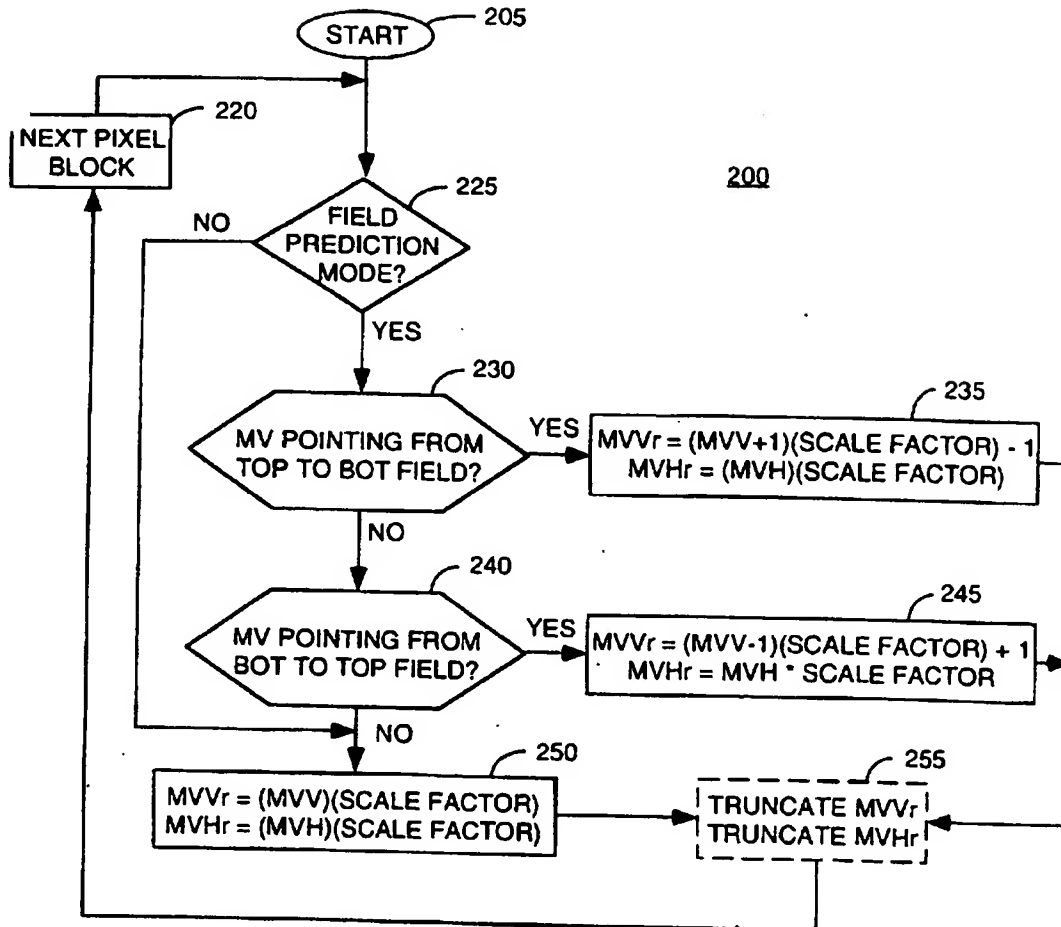 START
205
220
NEXT PIXEL
BLOCK
200
225
FIELD
PREDICTION
MODE?
NO
YES
230
MV POINTING FROM
TOP TO BOT FIELD?
YES
235
MVVr = (MVV+1)(SCALE FACTOR) - 1
MVHr = (MVH)(SCALE FACTOR)
NO
240
MV POINTING FROM
BOT TO TOP FIELD?
YES
245
MVVr = (MVV-1)(SCALE FACTOR) + 1
MVHr = MVH * SCALE FACTOR
NO
250
MVVr = (MVV)(SCALE FACTOR)
MVHr = (MVH)(SCALE FACTOR)
255
TRUNCATE MVVr
TRUNCATE MVHr